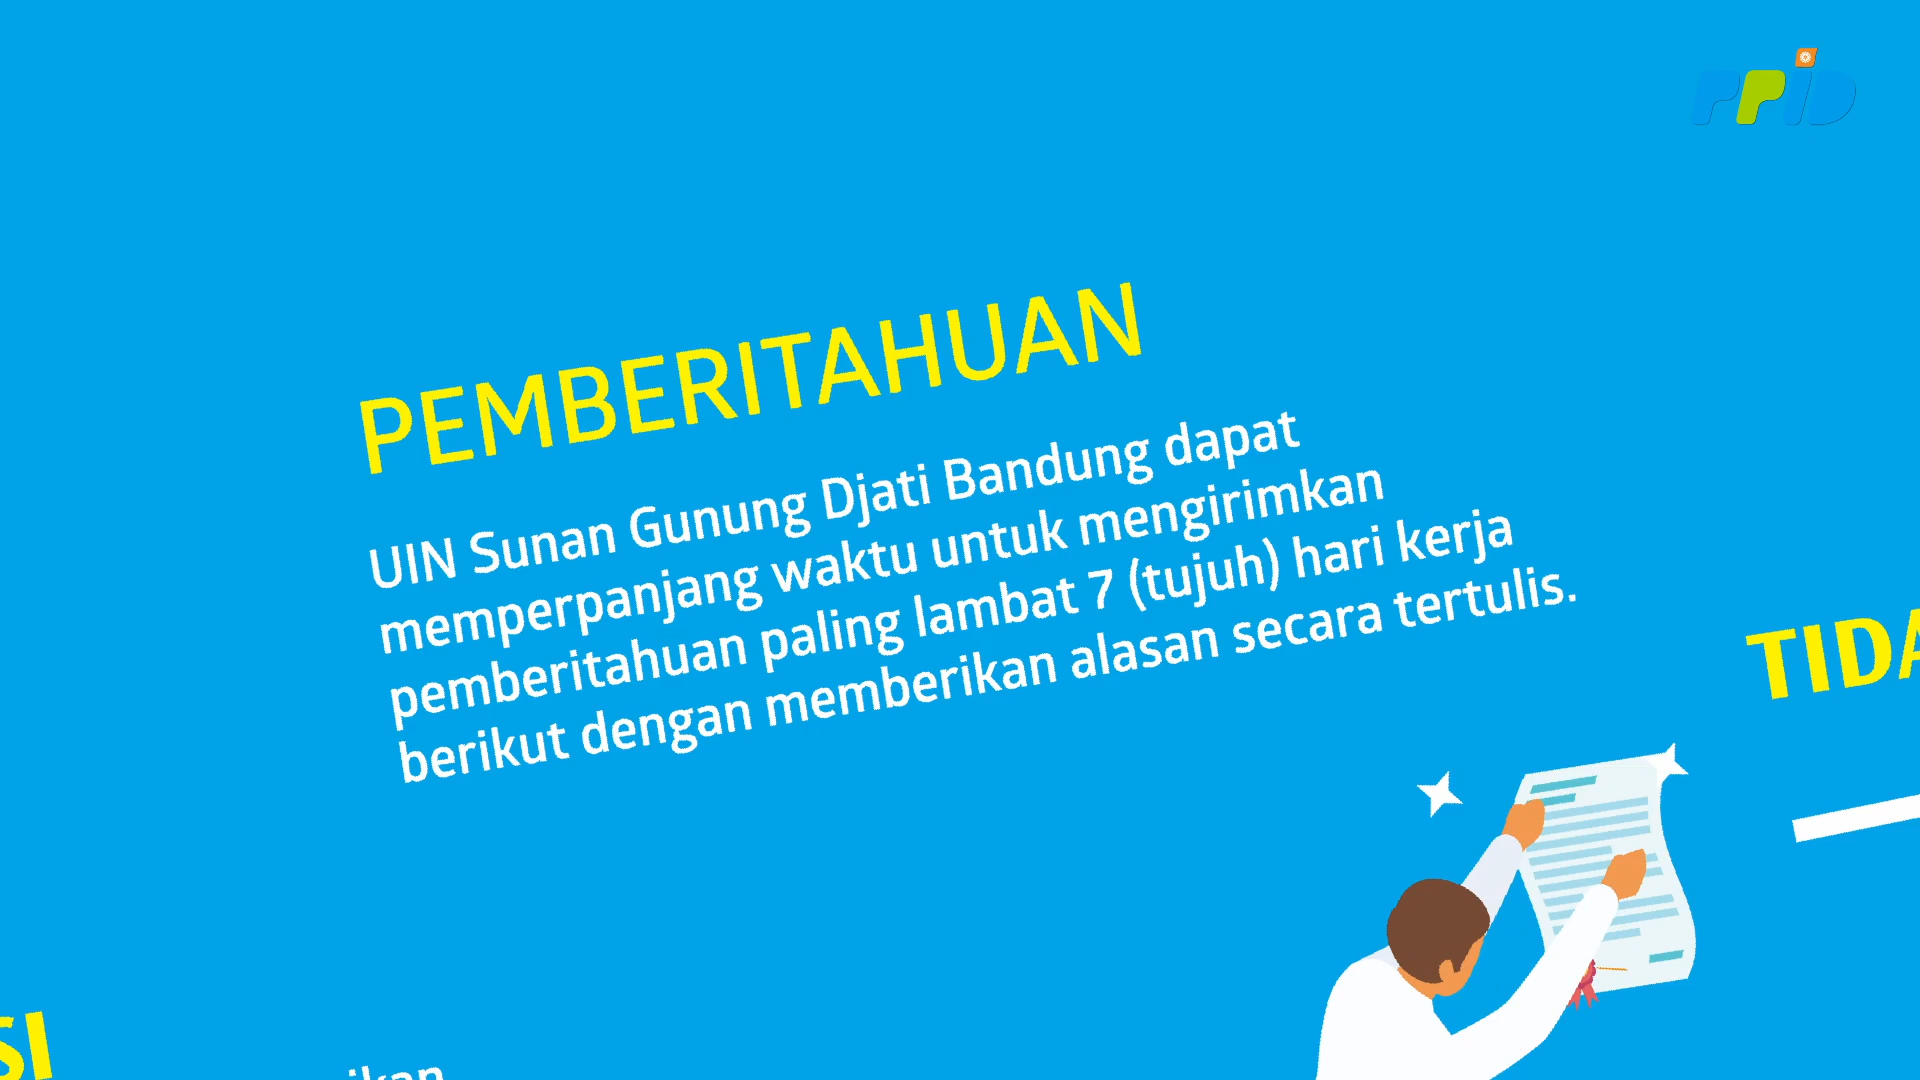 PPID
PEMBERITAHUAN
UIN Sunan Gunung Djati Bandung dapat
memperpanjang waktu untuk mengirimkan
pemberitahuan paling lambat 7 (tujuh) hari kerja
berikut dengan memberikan alasan secara tertulis.